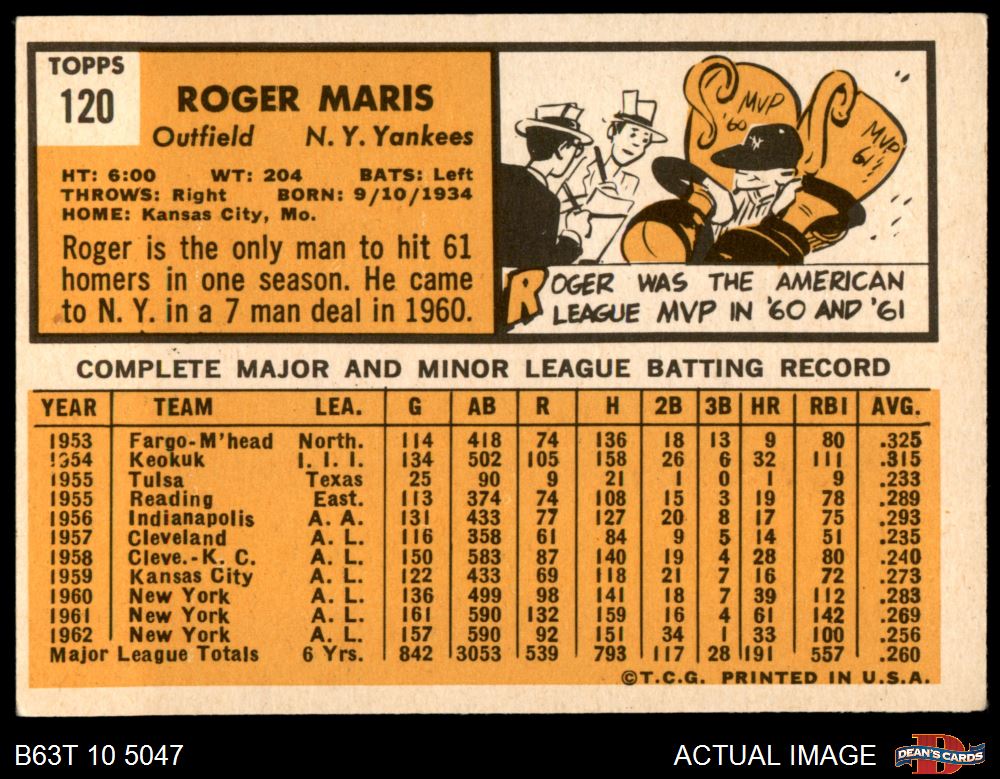 TOPPS
120
ROGER MARIS
Outfield N. Y. Yankees
HT: 6:00 WT: 204 BATS: Left
THROWS: Right BORN: 9/10/1934
HOME: Kansas City, Mo.
Roger is the only man to hit 61
homers in one season. He came
to N. Y. in a 7 man deal in 1960.
MVP
'60
MVP
61
NY
ROGER WAS THE AMERICAN
LEAGUE MVP IN '60 AND '61
COMPLETE MAJOR AND MINOR LEAGUE BATTING RECORD
YEAR TEAM LEA. G AB R H 2B 3B HR RBI AVG.
1953 Fargo-M'head North. 114 418 74 136 18 13 9 80 .325
1954 Keokuk I. I. I. 134 502 105 158 26 6 32 111 .315
1955 Tulsa Texas 25 90 9 21 1 0 1 9 .233
1955 Reading East. 113 374 74 108 15 3 19 78 .289
1956 Indianapolis A. A. 131 433 77 127 20 8 17 75 .293
1957 Cleveland A. L. 116 358 61 84 9 5 14 51 .235
1958 Cleve.-K. C. A. L. 150 583 87 140 19 4 28 80 .240
1959 Kansas City A. L. 122 433 69 118 21 7 16 72 .273
1960 New York A. L. 136 499 98 141 18 7 39 112 .283
1961 New York A. L. 161 590 132 159 16 4 61 142 .269
1962 New York A. L. 157 590 92 151 34 1 33 100 .256
Major League Totals 6 Yrs. 842 3053 539 793 117 28 191 557 .260
©T.C.G. PRINTED IN U.S.A.
B63T 10 5047 ACTUAL IMAGE DEAN'S CARDS